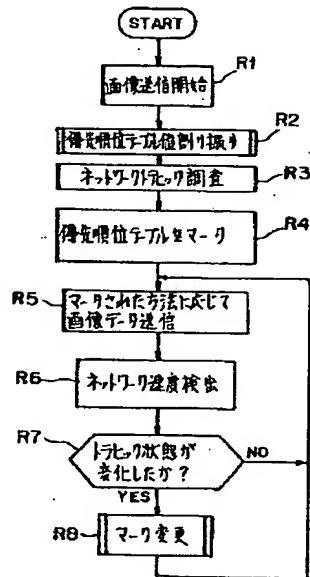 START
画像送信開始
R1
優先順位テーブル値割り振り
R2
ネットワークトラヒック調査
R3
優先順位テーブルをマーク
R4
R5
マークされた方法に応じて
画像データ送信
R6
ネットワーク速度検出
R7
トラヒック状態が
変化したか?
NO
YES
R8
マーク変更